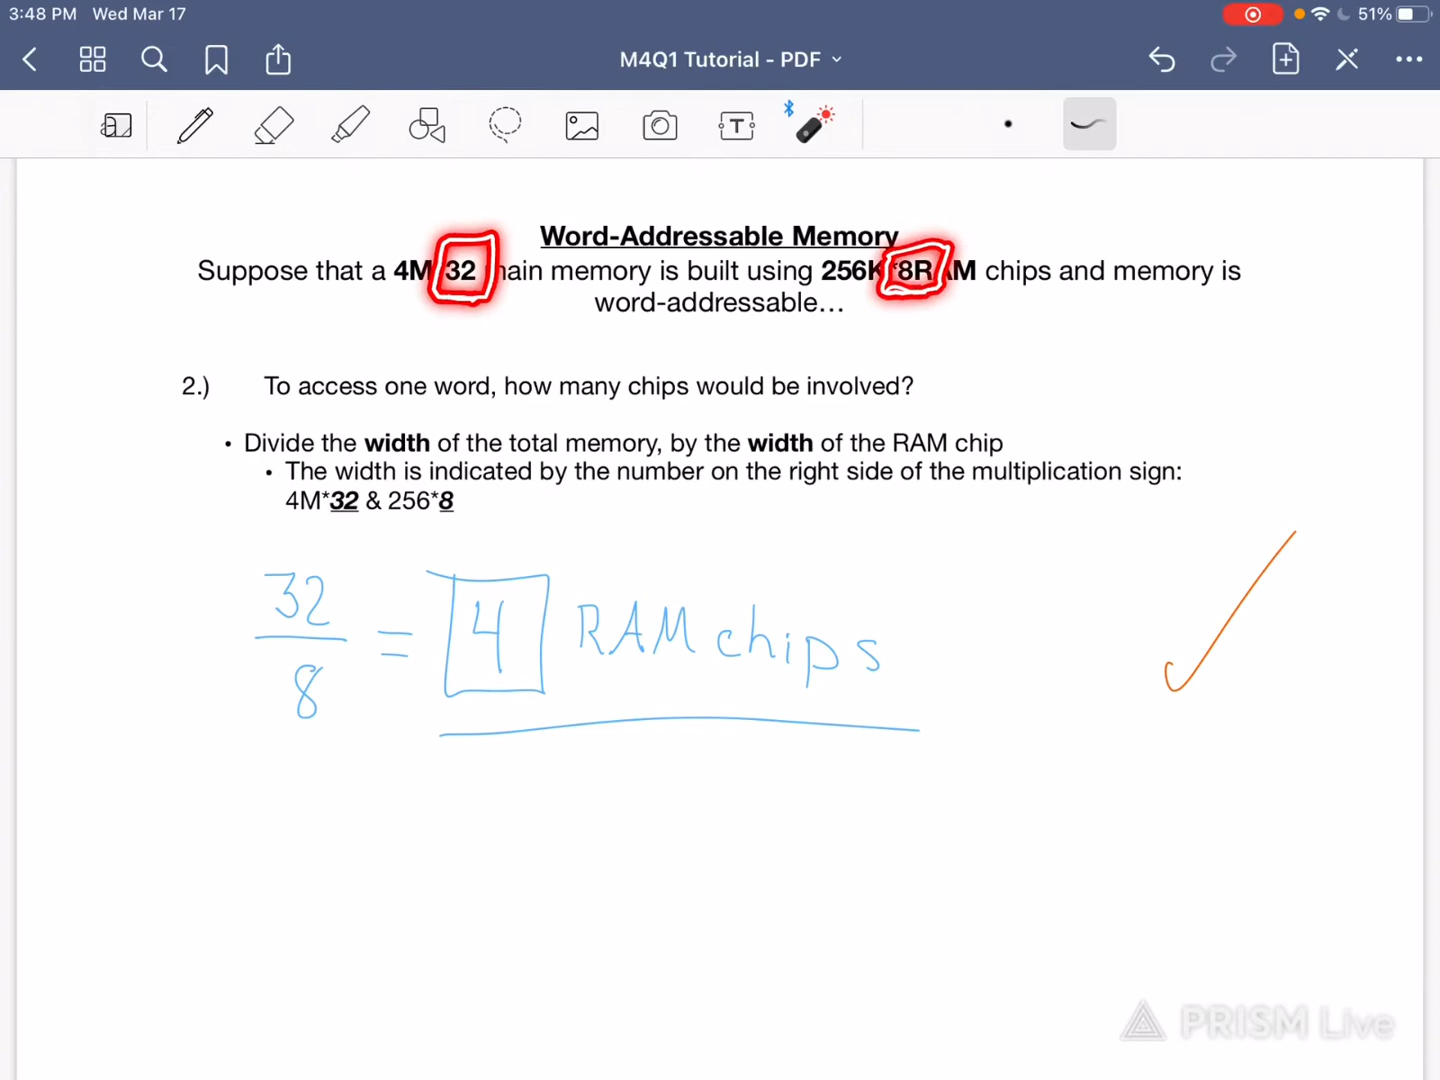 3:48 PM Wed Mar 17
51%
M4Q1 Tutorial - PDF
T
Word-Addressable Memory
Suppose that a 4M 32 main memory is built using 256K*8RAM chips and memory is
word-addressable...
2.) To access one word, how many chips would be involved?
• Divide the width of the total memory, by the width of the RAM chip
• The width is indicated by the number on the right side of the multiplication sign:
4M*32 & 256*8
32
8
= 4 RAM chips
PRISM Live